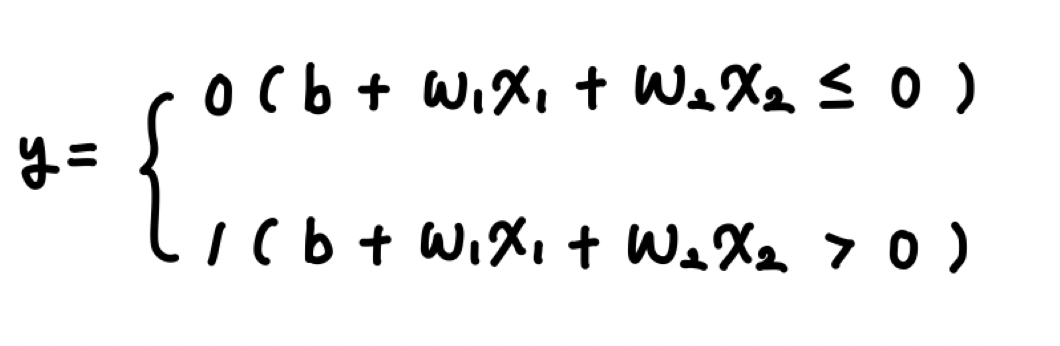 0 ( b + w₁x₁ + w₂x₂ ≤ 0 )
y = {
1 ( b + w₁x₁ + w₂x₂ > 0 )